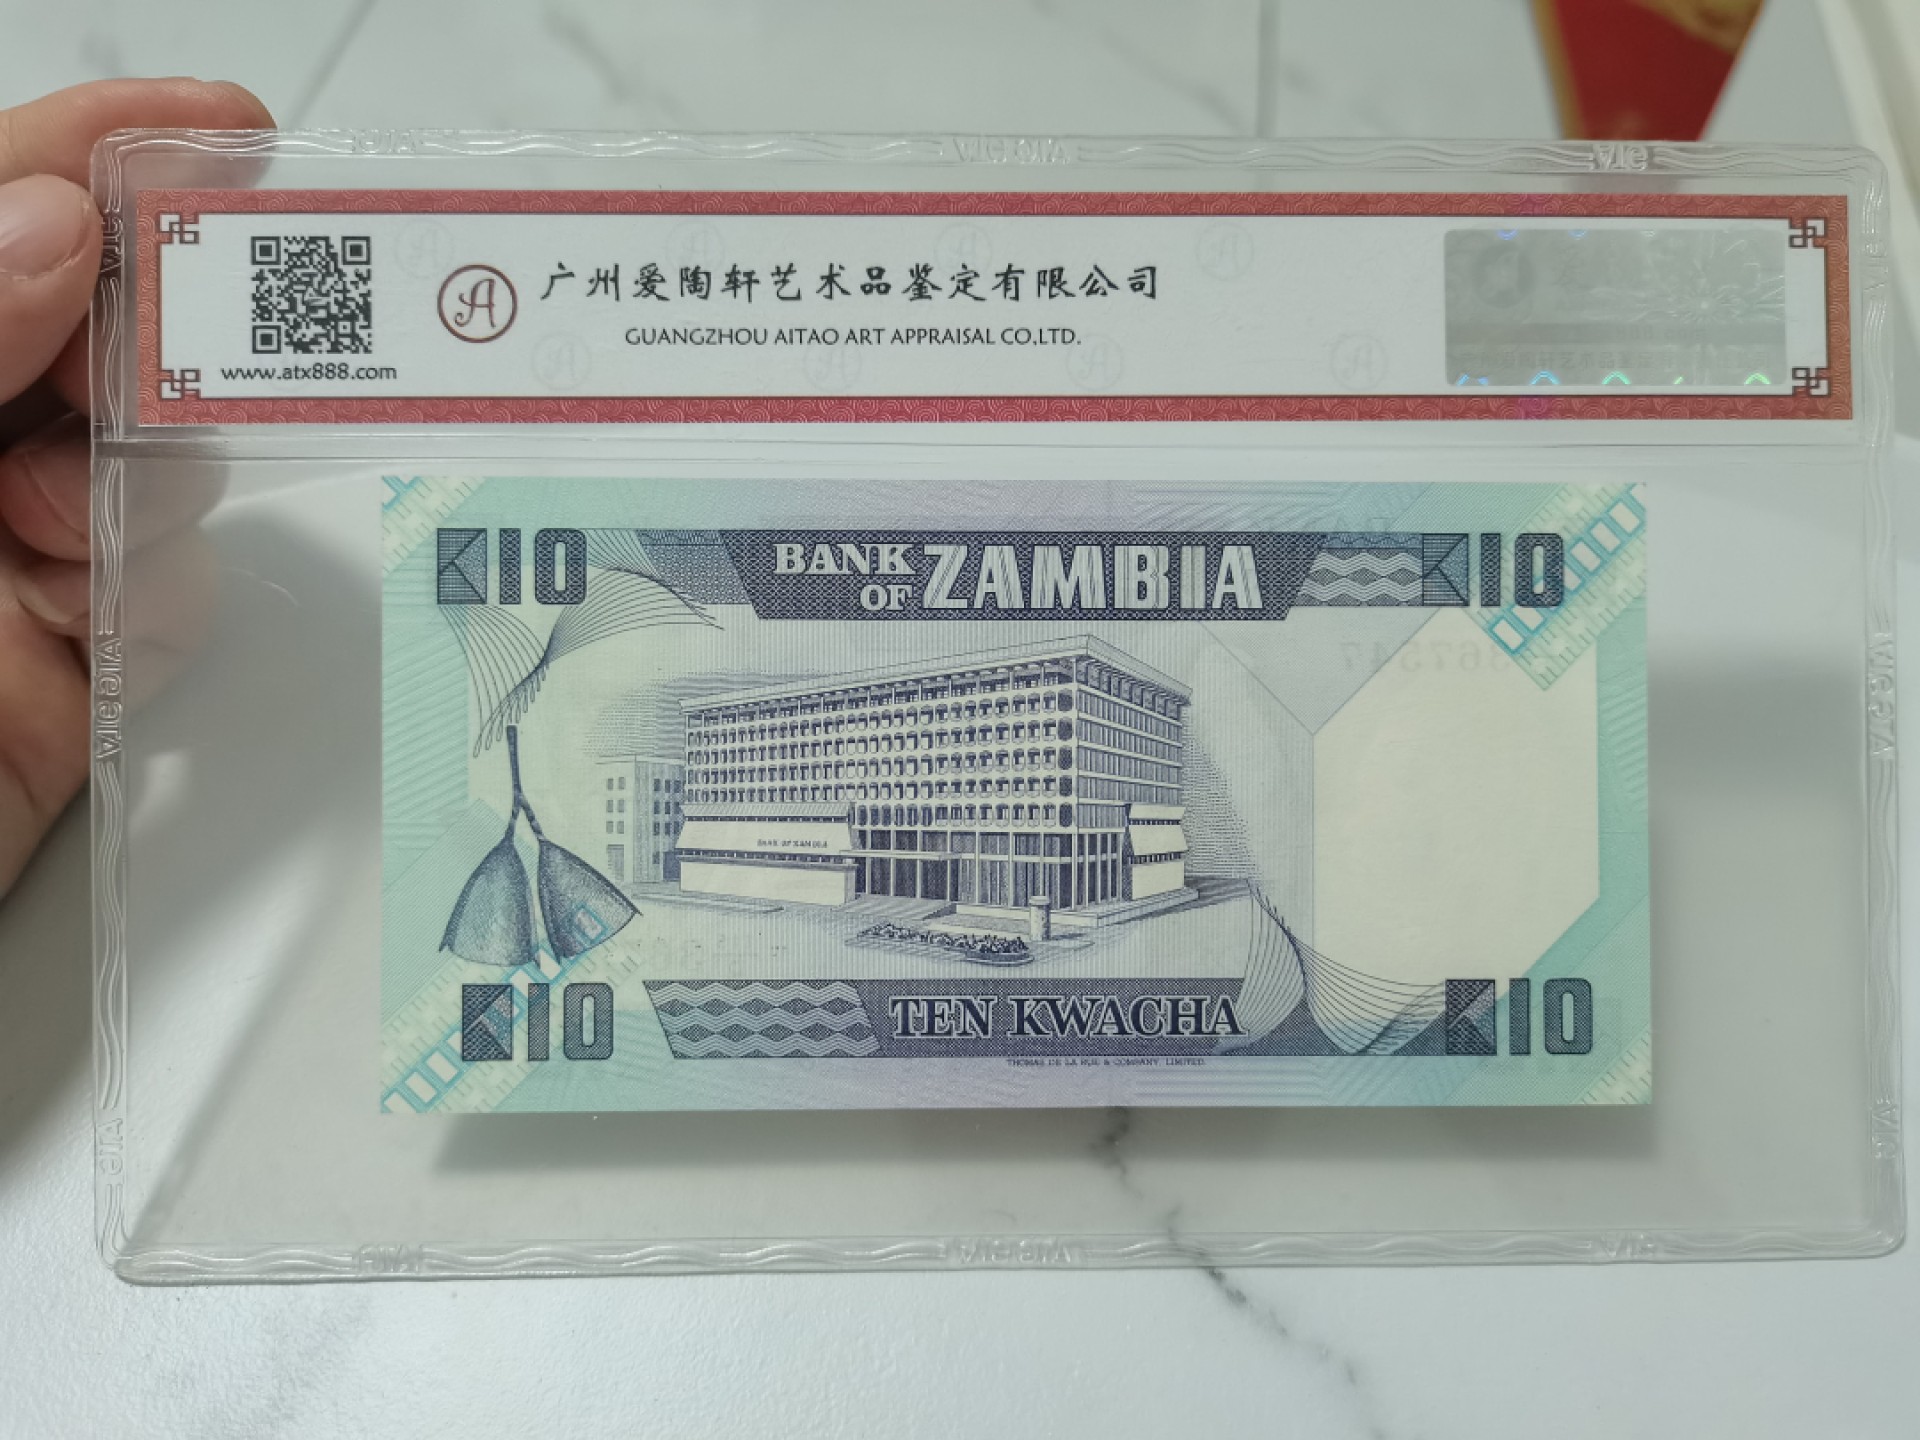 广州爱陶轩艺术品鉴定有限公司
GUANGZHOU AITAO ART APPRAISAL CO,LTD.
www.atx888.com
K10
BANK OF ZAMBIA
K10
BANK OF ZAMBIA
K10
TEN KWACHA
K10
THOMAS DE LA RUE & COMPANY, LIMITED.